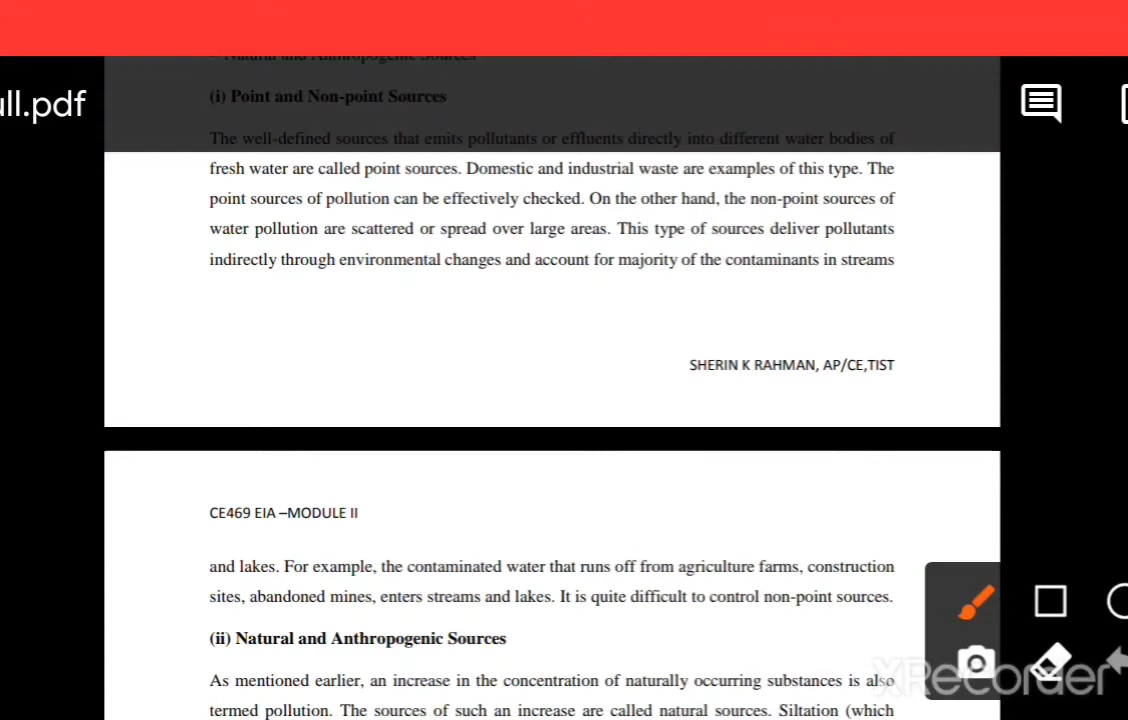 ll.pdf
Natural and Anthropogenic Sources
(i) Point and Non-point Sources
The well-defined sources that emits pollutants or effluents directly into different water bodies of
fresh water are called point sources. Domestic and industrial waste are examples of this type. The
point sources of pollution can be effectively checked. On the other hand, the non-point sources of
water pollution are scattered or spread over large areas. This type of sources deliver pollutants
indirectly through environmental changes and account for majority of the contaminants in streams
SHERIN K RAHMAN, AP/CE,TIST
CE469 EIA –MODULE II
and lakes. For example, the contaminated water that runs off from agriculture farms, construction
sites, abandoned mines, enters streams and lakes. It is quite difficult to control non-point sources.
(ii) Natural and Anthropogenic Sources
As mentioned earlier, an increase in the concentration of naturally occurring substances is also
termed pollution. The sources of such an increase are called natural sources. Siltation (which
XRecorder